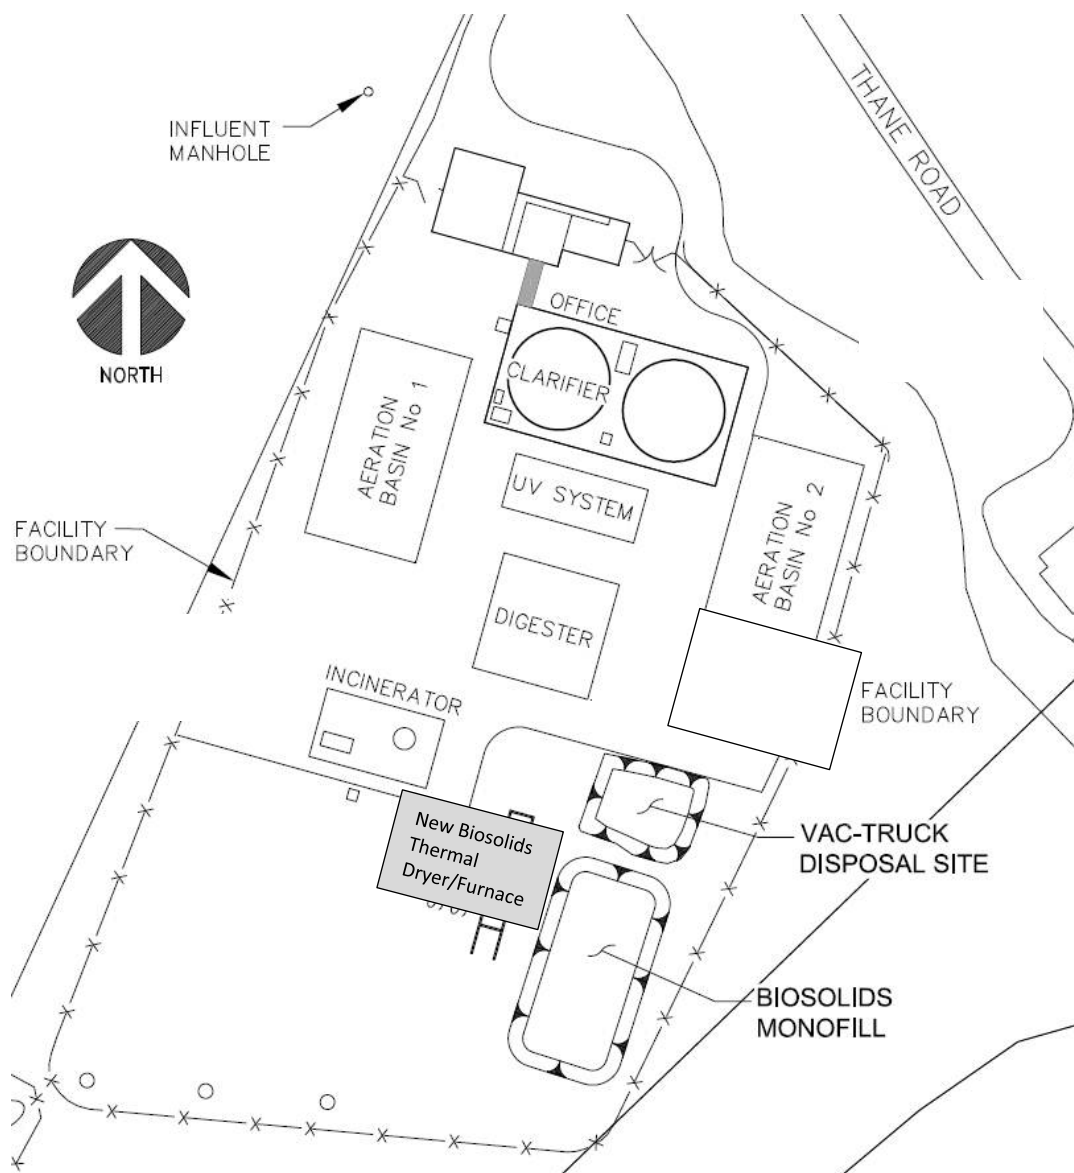 THANE ROAD
INFLUENT
MANHOLE
NORTH
OFFICE
CLARIFIER
AERATION
BASIN No 1
UV SYSTEM
AERATION
BASIN No 2
FACILITY
BOUNDARY
DIGESTER
INCINERATOR
FACILITY
BOUNDARY
New Biosolids
Thermal
Dryer/Furnace
VAC-TRUCK
DISPOSAL SITE
BIOSOLIDS
MONOFILL